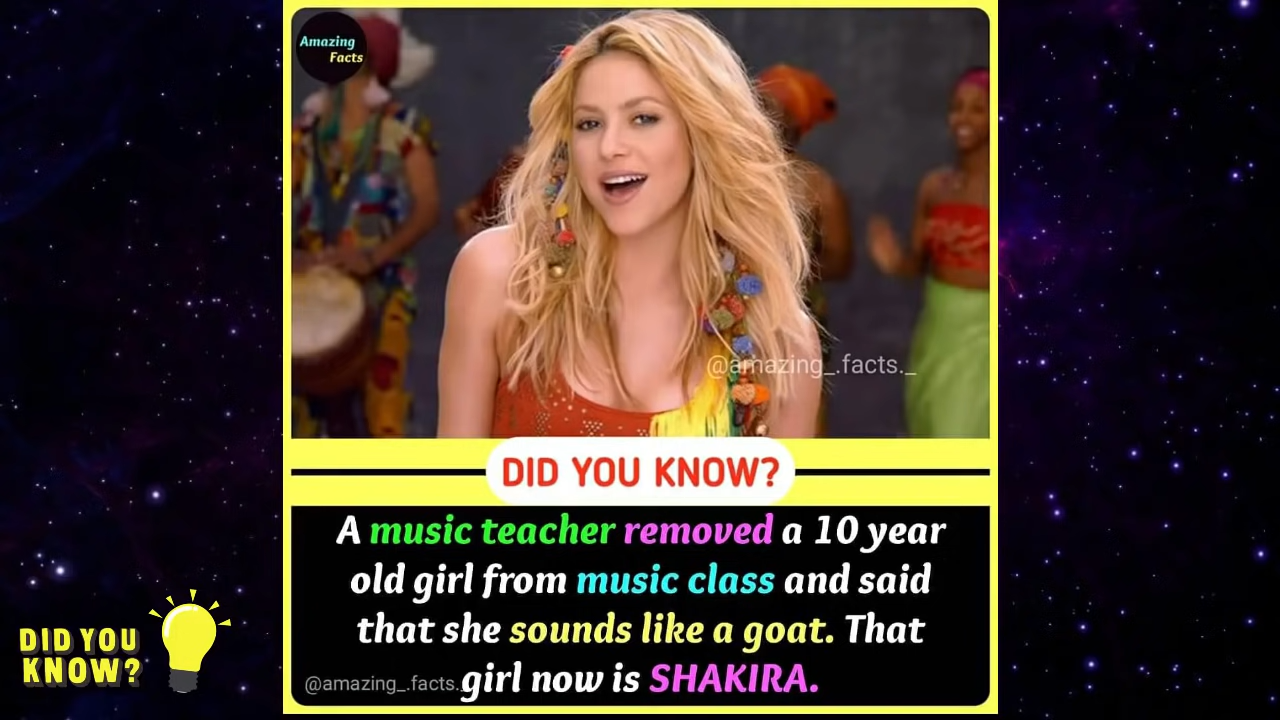 Amazing
Facts
@amazing_.facts._
DID YOU KNOW?
A music teacher removed a 10 year
old girl from music class and said
that she sounds like a goat. That
girl now is SHAKIRA.
@amazing_.facts._
DID YOU
KNOW?